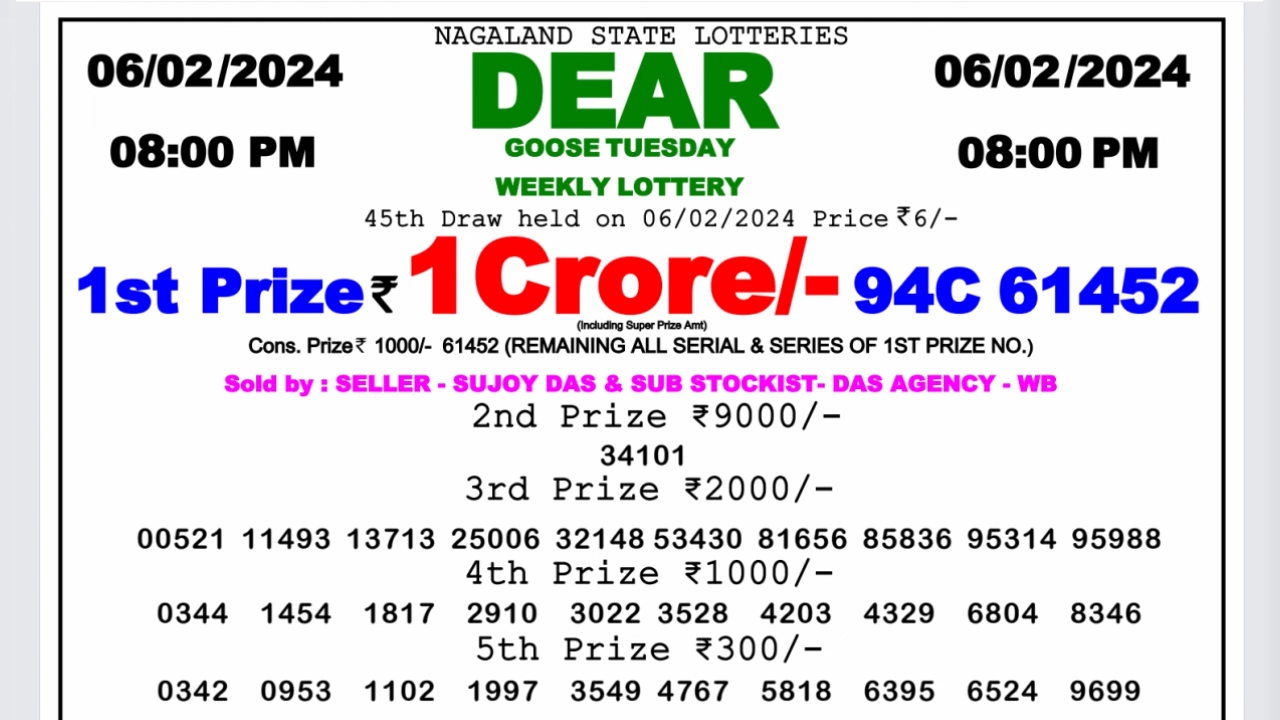 NAGALAND STATE LOTTERIES
06/02/2024 DEAR 06/02/2024
08:00 PM GOOSE TUESDAY 08:00 PM
WEEKLY LOTTERY
45th Draw held on 06/02/2024 Price ₹6/-
1st Prize ₹ 1Crore/- 94C 61452
(Including Super Prize Amt)
Cons. Prize ₹ 1000/- 61452 (REMAINING ALL SERIAL & SERIES OF 1ST PRIZE NO.)
Sold by : SELLER - SUJOY DAS & SUB STOCKIST- DAS AGENCY - WB
2nd Prize ₹9000/-
34101
3rd Prize ₹2000/-
00521 11493 13713 25006 32148 53430 81656 85836 95314 95988
4th Prize ₹1000/-
0344 1454 1817 2910 3022 3528 4203 4329 6804 8346
5th Prize ₹300/-
0342 0953 1102 1997 3549 4767 5818 6395 6524 9699